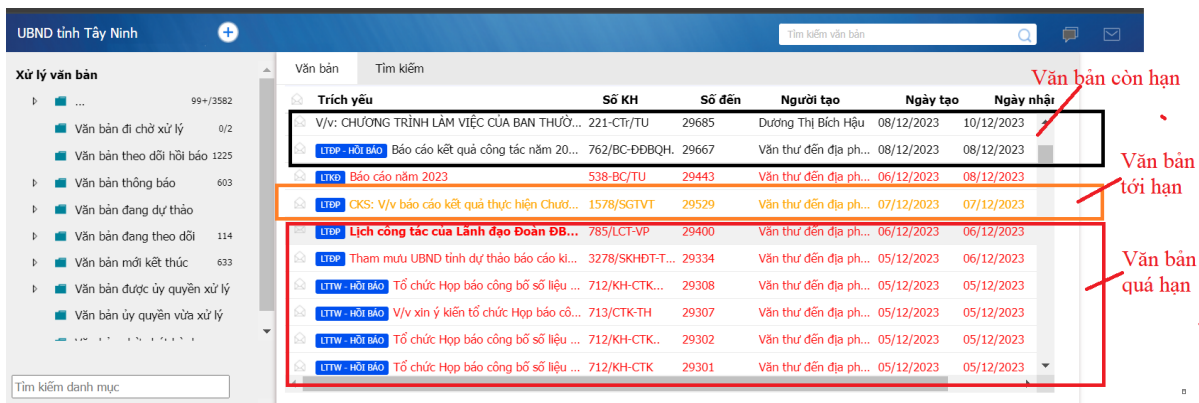 UBND tỉnh Tây Ninh
Tìm kiếm văn bản
Xử lý văn bản
... 99+/3582
Văn bản đi chờ xử lý 0/2
Văn bản theo dõi hồi báo 1225
Văn bản thông báo 603
Văn bản đang dự thảo
Văn bản đang theo dõi 114
Văn bản mới kết thúc 633
Văn bản được ủy quyền xử lý
Văn bản ủy quyền vừa xử lý
Tìm kiếm danh mục
Văn bản Tìm kiếm
Trích yếu Số KH Số đến Người tạo Ngày tạo Ngày nhận
V/v: CHƯƠNG TRÌNH LÀM VIỆC CỦA BAN THƯỜ... 221-CTr/TU 29685 Dương Thị Bích Hậu 08/12/2023 10/12/2023
LTĐP - HỒI BÁO Báo cáo kết quả công tác năm 20... 762/BC-ĐĐBQH. 29667 Văn thư đến địa ph... 08/12/2023 08/12/2023
LTKĐ Báo cáo năm 2023 538-BC/TU 29443 Văn thư đến địa ph... 06/12/2023 08/12/2023
LTĐP CKS: V/v báo cáo kết quả thực hiện Chươ... 1578/SGTVT 29529 Văn thư đến địa ph... 07/12/2023 07/12/2023
LTĐP Lịch công tác của Lãnh đạo Đoàn ĐB... 785/LCT-VP 29400 Văn thư đến địa ph... 06/12/2023 06/12/2023
LTĐP Tham mưu UBND tỉnh dự thảo báo cáo ki... 3278/SKHĐT-T... 29334 Văn thư đến địa ph... 05/12/2023 06/12/2023
LTTW - HỒI BÁO Tổ chức Họp báo công bố số liệu ... 712/KH-CTK... 29308 Văn thư đến địa ph... 05/12/2023 05/12/2023
LTTW - HỒI BÁO V/v xin ý kiến tổ chức Họp báo cô... 713/CTK-TH 29307 Văn thư đến địa ph... 05/12/2023 05/12/2023
LTTW - HỒI BÁO Tổ chức Họp báo công bố số liệu ... 712/KH-CTK.. 29302 Văn thư đến địa ph... 05/12/2023 05/12/2023
LTTW - HỒI BÁO Tổ chức Họp báo công bố số liệu ... 712/KH-CTK 29301 Văn thư đến địa ph... 05/12/2023 05/12/2023
Văn bản còn hạn
Văn bản
tới hạn
Văn bản
quá hạn